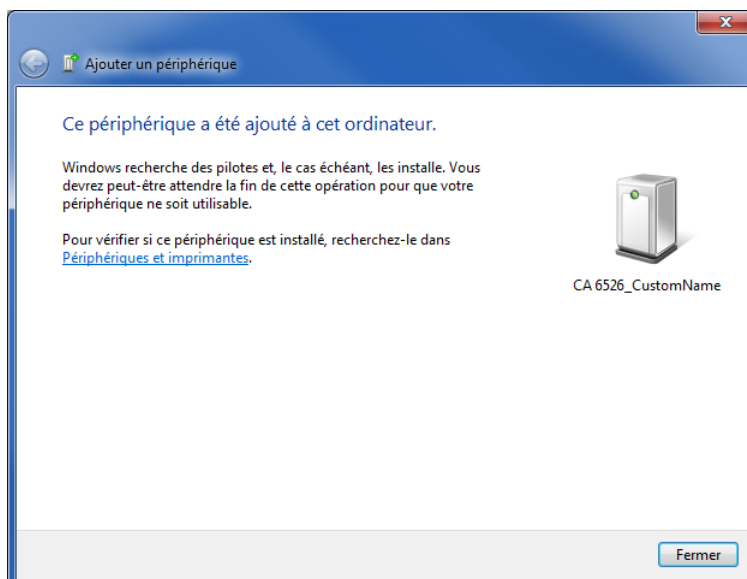 Ajouter un périphérique
Ce périphérique a été ajouté à cet ordinateur.
Windows recherche des pilotes et, le cas échéant, les installe. Vous
devrez peut-être attendre la fin de cette opération pour que votre
périphérique ne soit utilisable.
Pour vérifier si ce périphérique est installé, recherchez-le dans
Périphériques et imprimantes.
CA 6526_CustomName
Fermer